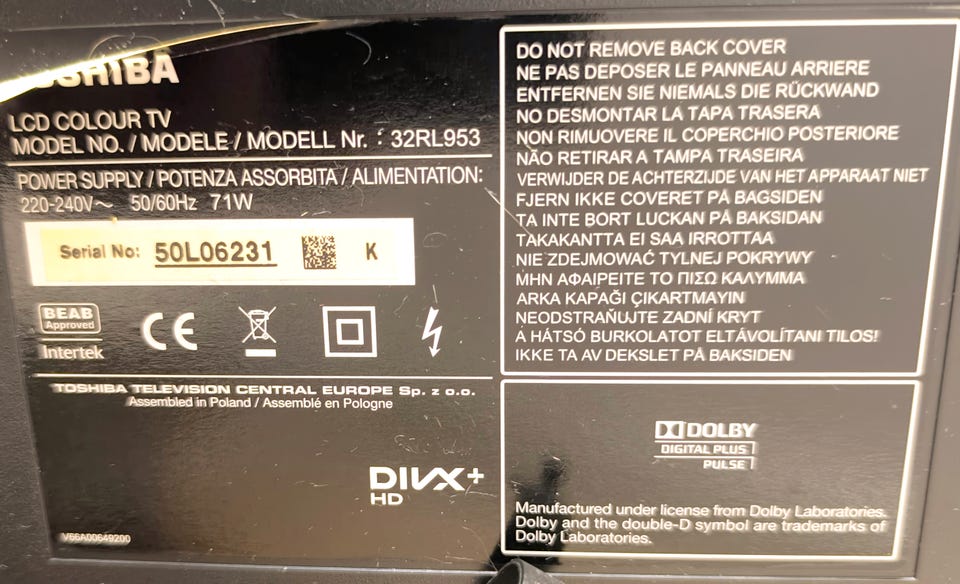 TOSHIBA
LCD COLOUR TV
MODEL NO. / MODELE / MODELL Nr. : 32RL953
POWER SUPPLY / POTENZA ASSORBITA / ALIMENTATION:
220-240V~ 50/60Hz 71W
Serial No: 50L06231 K
BEAB
Approved
Intertek
CE
TOSHIBA TELEVISION CENTRAL EUROPE Sp. z o.o.
Assembled in Poland / Assemblé en Pologne
DIVX+
HD
V66A00649200
DO NOT REMOVE BACK COVER
NE PAS DEPOSER LE PANNEAU ARRIERE
ENTFERNEN SIE NIEMALS DIE RÜCKWAND
NO DESMONTAR LA TAPA TRASERA
NON RIMUOVERE IL COPERCHIO POSTERIORE
NÃO RETIRAR A TAMPA TRASEIRA
VERWIJDER DE ACHTERZIJDE VAN HET APPARAAT NIET
FJERN IKKE COVERET PÅ BAGSIDEN
TA INTE BORT LUCKAN PÅ BAKSIDAN
TAKAKANTTA EI SAA IRROTTAA
NIE ZDEJMOWAĆ TYLNEJ POKRYWY
ΜΗΝ ΑΦΑΙΡΕΙΤΕ ΤΟ ΠΙΣΩ ΚΑΛΥΜΜΑ
ARKA KAPAĞI ÇIKARTMAYIN
NEODSTRAŇUJTE ZADNÍ KRYT
A HÁTSÓ BURKOLATOT ELTÁVOLÍTANI TILOS!
IKKE TA AV DEKSLET PÅ BAKSIDEN
DOLBY
DIGITAL PLUS
PULSE
Manufactured under license from Dolby Laboratories.
Dolby and the double-D symbol are trademarks of
Dolby Laboratories.